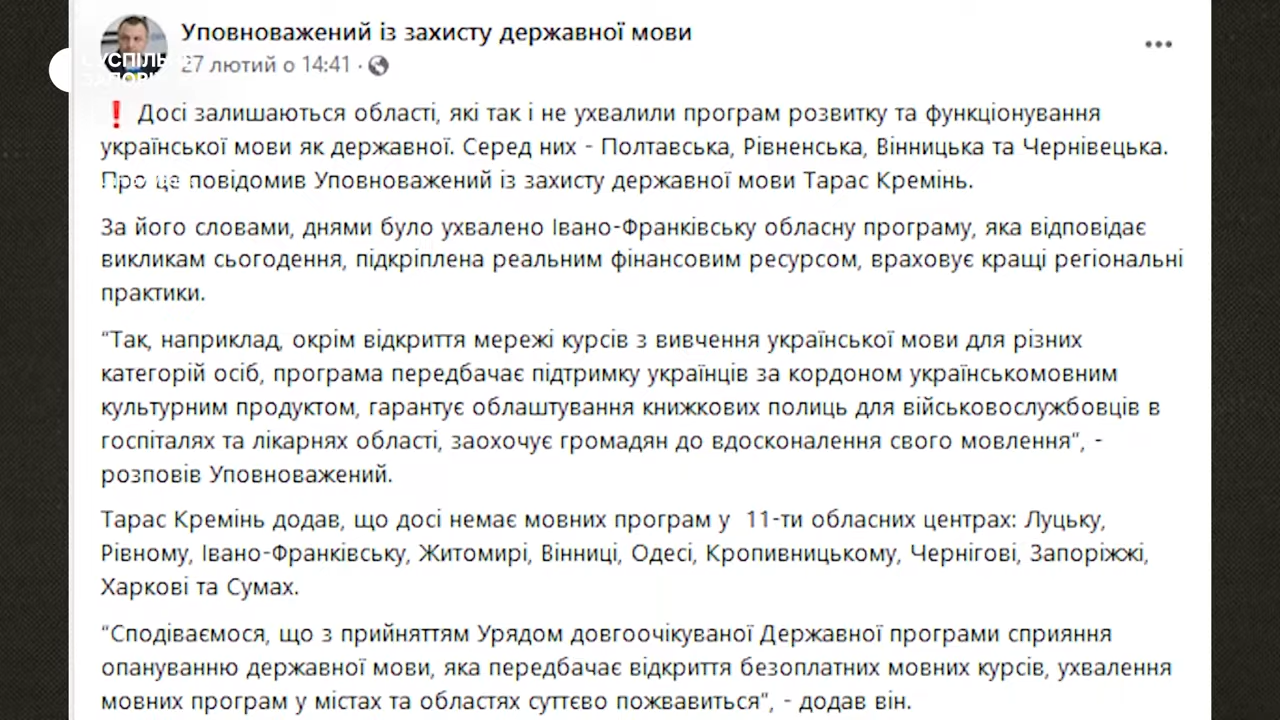 Уповноважений із захисту державної мови
27 лютий о 14:41 ·
СУСПІЛЬНЕ
❗ Досі залишаються області, які так і не ухвалили програм розвитку та функціонування
української мови як державної. Серед них - Полтавська, Рівненська, Вінницька та Чернівецька.
Про це повідомив Уповноважений із захисту державної мови Тарас Кремінь.
За його словами, днями було ухвалено Івано-Франківську обласну програму, яка відповідає
викликам сьогодення, підкріплена реальним фінансовим ресурсом, враховує кращі регіональні
практики.
“Так, наприклад, окрім відкриття мережі курсів з вивчення української мови для різних
категорій осіб, програма передбачає підтримку українців за кордоном українськомовним
культурним продуктом, гарантує облаштування книжкових полиць для військовослужбовців в
госпіталях та лікарнях області, заохочує громадян до вдосконалення свого мовлення”, -
розповів Уповноважений.
Тарас Кремінь додав, що досі немає мовних програм у 11-ти обласних центрах: Луцьку,
Рівному, Івано-Франківську, Житомирі, Вінниці, Одесі, Кропивницькому, Чернігові, Запоріжжі,
Харкові та Сумах.
“Сподіваємося, що з прийняттям Урядом довгоочікуваної Державної програми сприяння
опануванню державної мови, яка передбачає відкриття безоплатних мовних курсів, ухвалення
мовних програм у містах та областях суттєво пожвавиться”, - додав він.